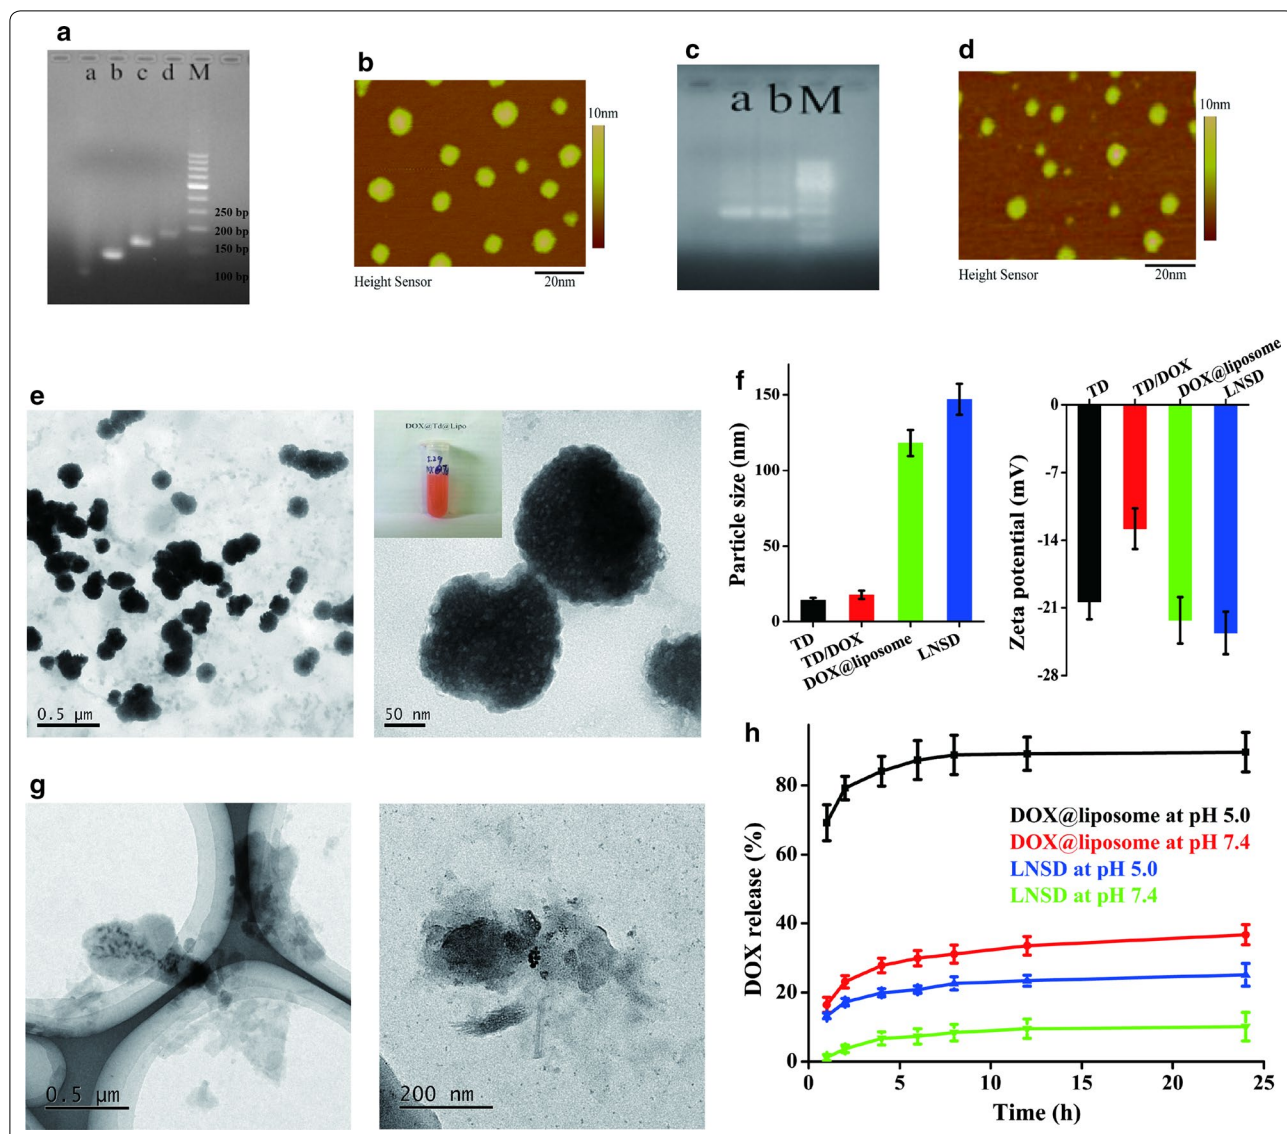 a
a b c d M
250 bp
200 bp
150 bp
100 bp
b
10nm
Height Sensor
20nm
c
a b M
d
10nm
Height Sensor
20nm
e
0.5 μm
DOX@Td@Lipo
50 nm
f
Particle size (nm)
150
100
50
0
TD
TD/DOX
DOX@liposome
LNSD
Zeta potential (mV)
0
-7
-14
-21
-28
TD
TD/DOX
DOX@liposome
LNSD
g
0.5 μm
200 nm
h
DOX release (%)
80
60
40
20
0
DOX@liposome at pH 5.0
DOX@liposome at pH 7.4
LNSD at pH 5.0
LNSD at pH 7.4
0 5 10 15 20 25
Time (h)